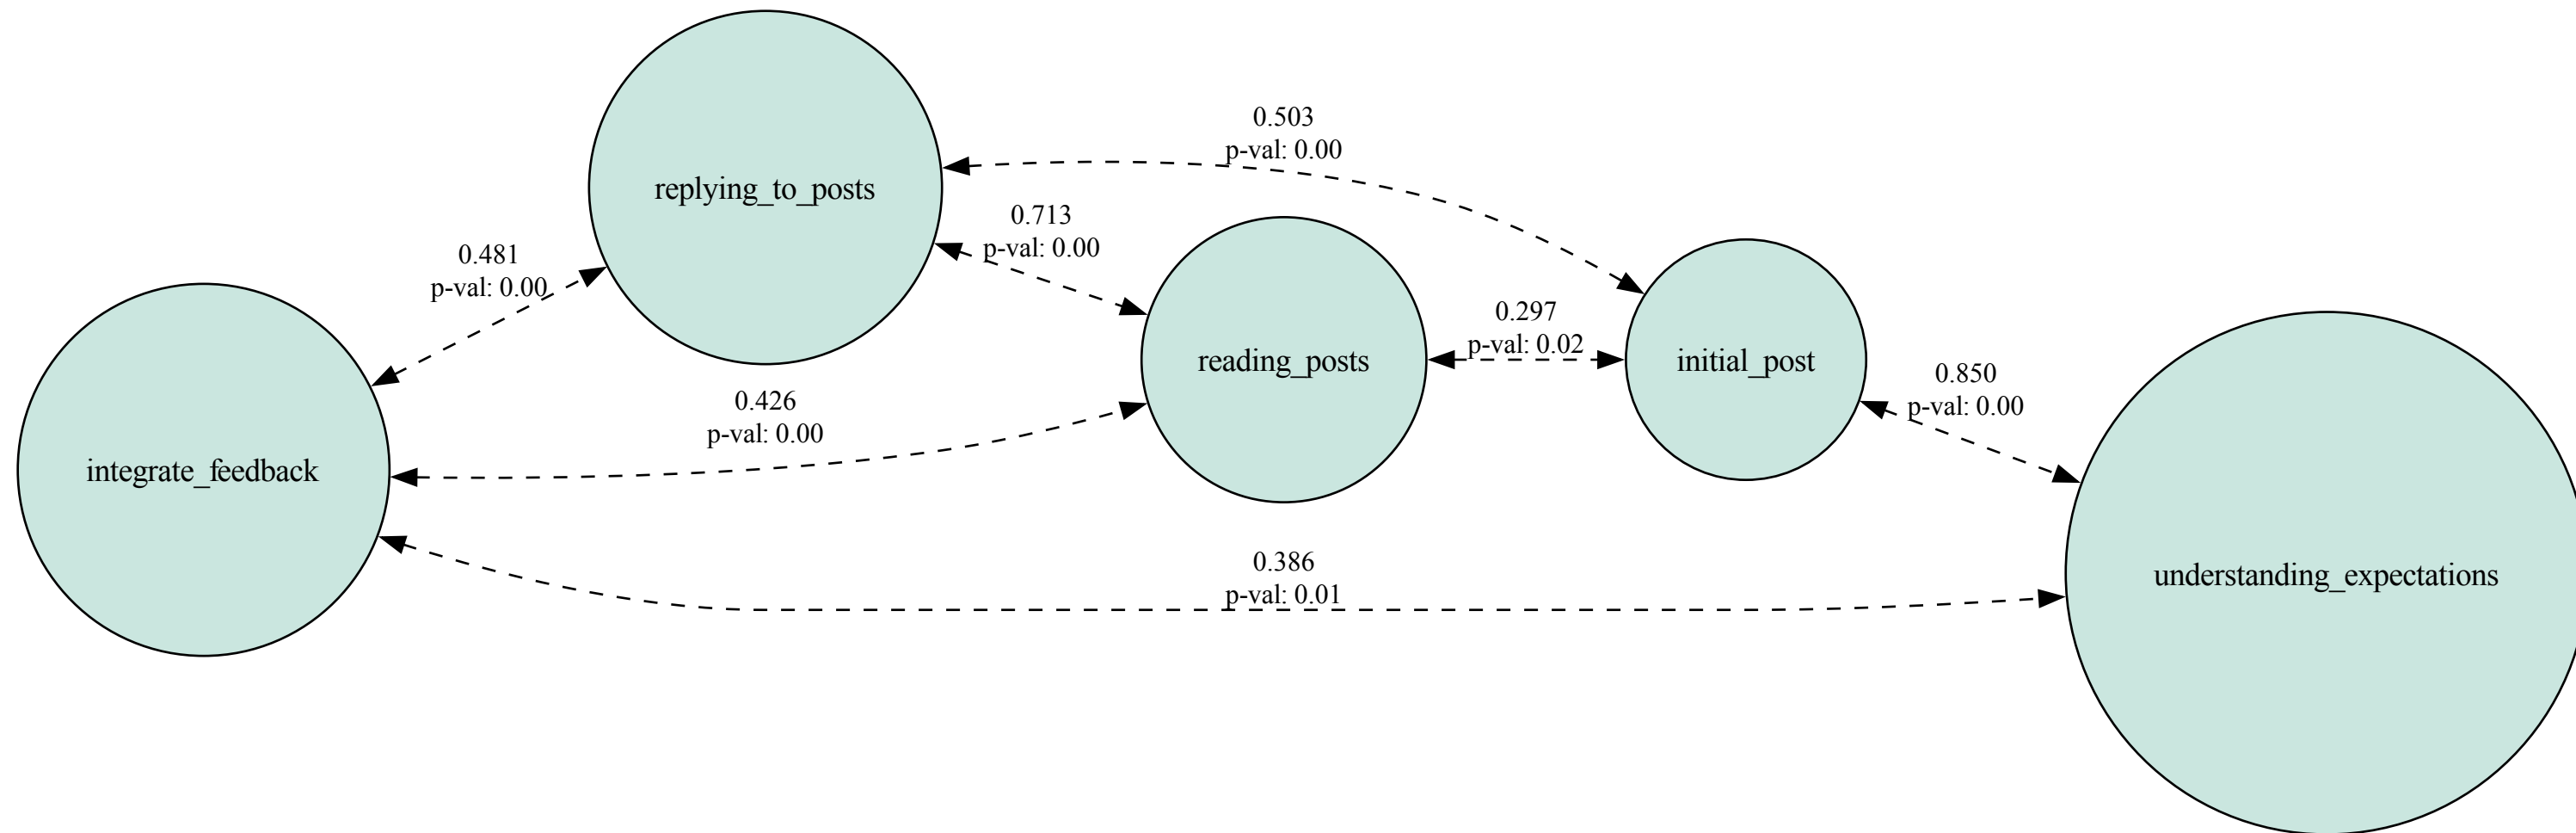 0.503
p-val: 0.00
replying_to_posts
0.713
p-val: 0.00
0.481
p-val: 0.00
0.297
p-val: 0.02
reading_posts
initial_post
0.850
p-val: 0.00
0.426
p-val: 0.00
integrate_feedback
0.386
p-val: 0.01
understanding_expectations